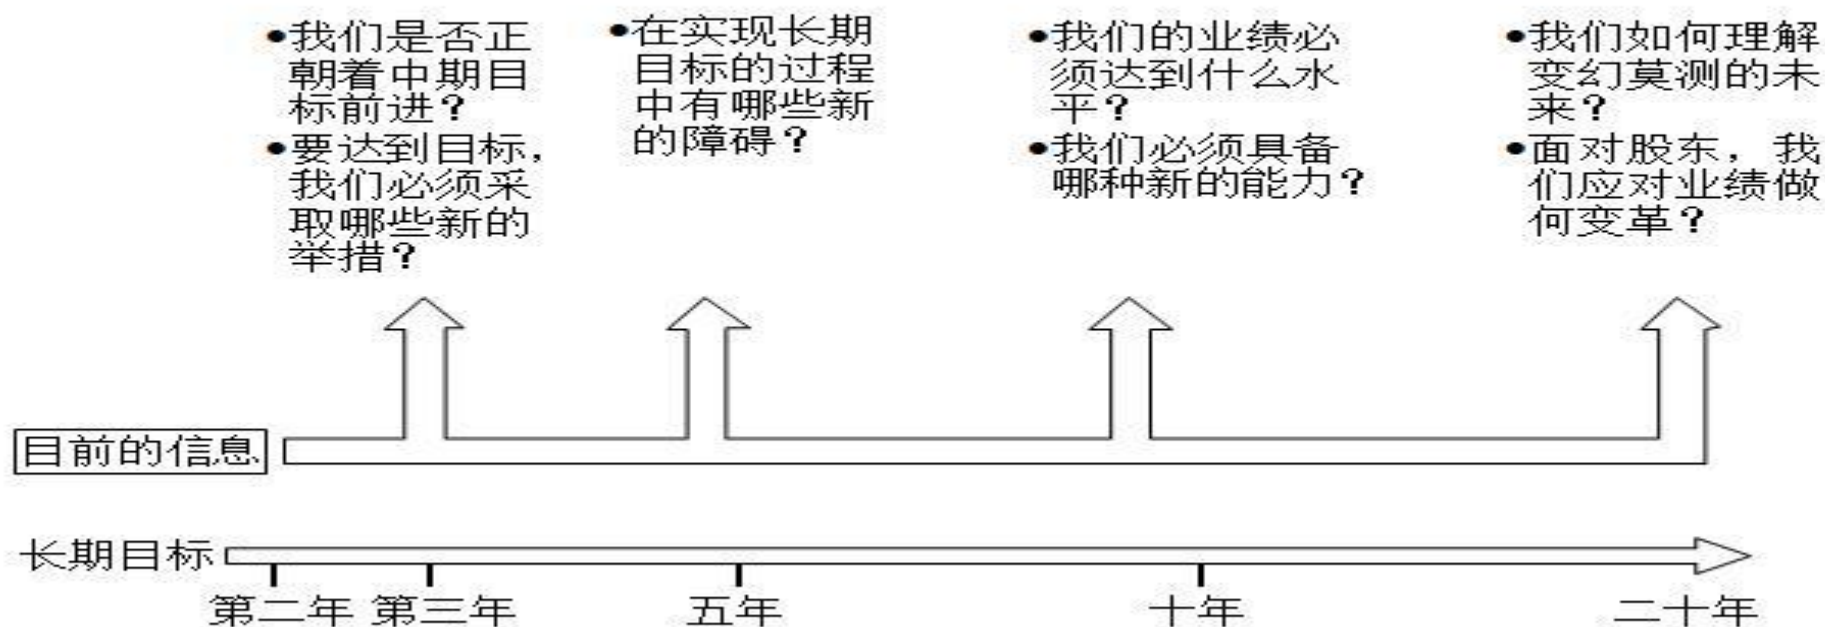 •我们是否正
朝着中期目
标前进？
•要达到目标，
我们必须采
取哪些新的
举措？
•在实现长期
目标的过程
中有哪些新
的障碍？
•我们的业绩必
须达到什么水
平？
•我们必须具备
哪种新的能力？
•我们如何理解
变幻莫测的未
来？
•面对股东，我
们应对业绩做
何变革？
目前的信息
长期目标
第二年 第三年 五年 十年 二十年